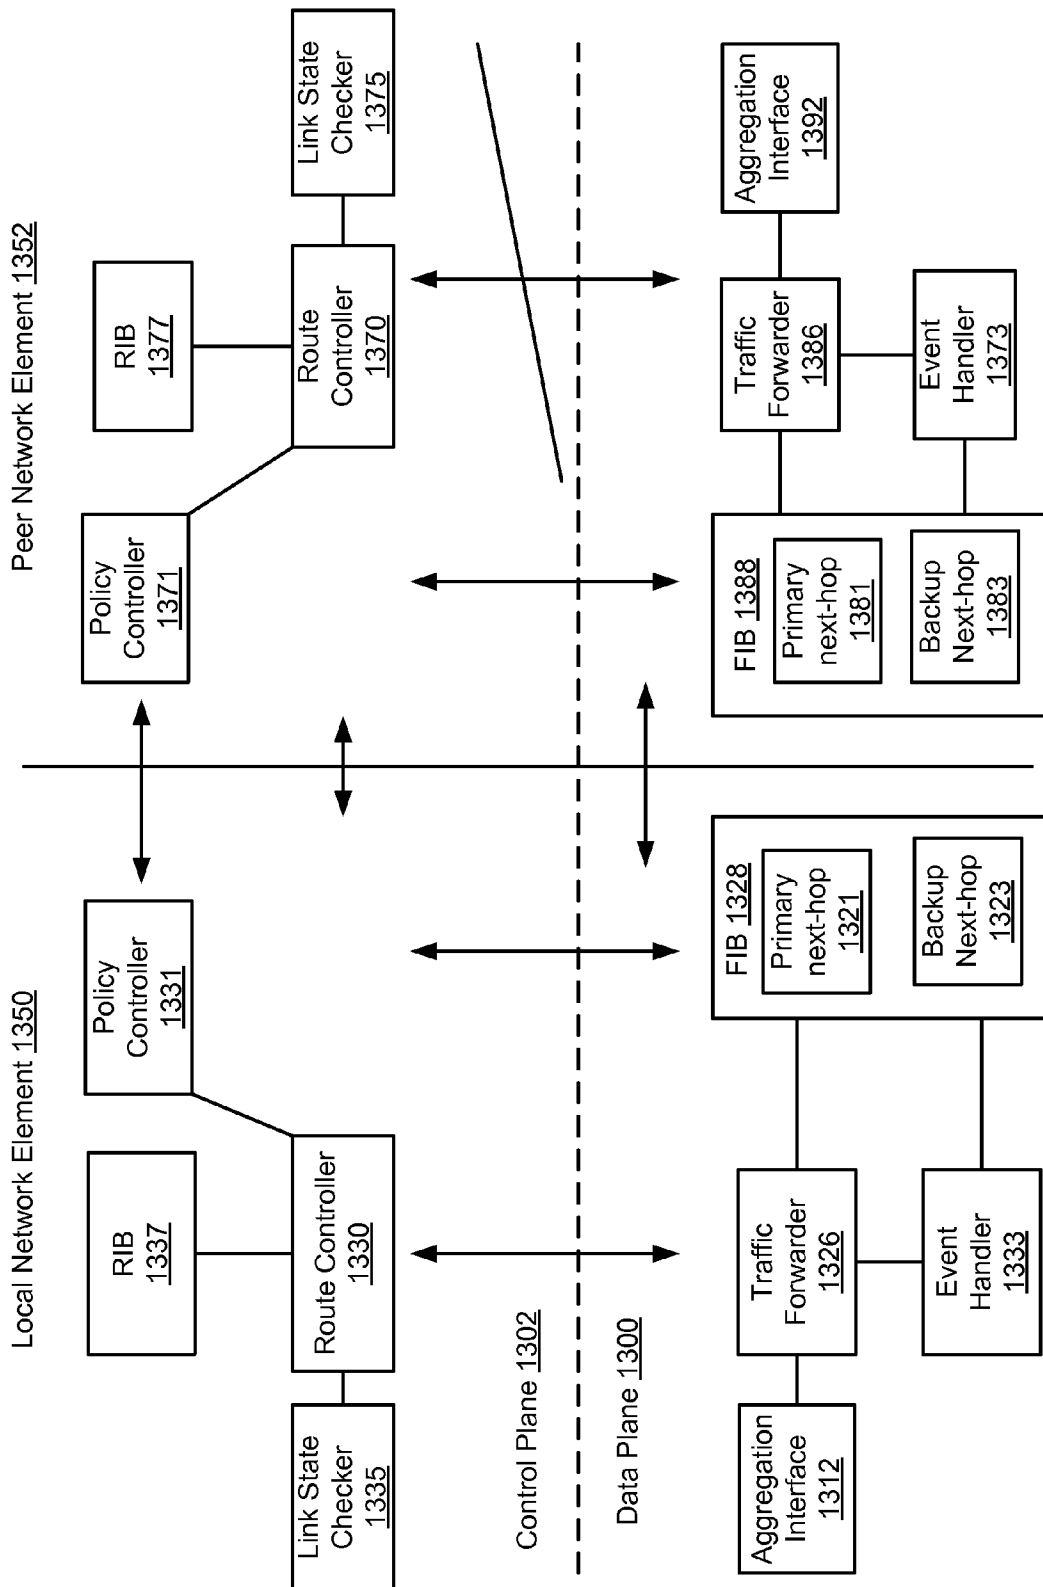 Local Network Element 1350
Peer Network Element 1352
RIB
1337
Policy
Controller
1331
Policy
Controller
1371
RIB
1377
Link State
Checker
1335
Route Controller
1330
Route
Controller
1370
Link State
Checker
1375
Control Plane 1302
Data Plane 1300
Aggregation
Interface
1312
Traffic
Forwarder
1326
Event
Handler
1333
FIB 1328
Primary
next-hop
1321
Backup
Next-hop
1323
FIB 1388
Primary
next-hop
1381
Backup
Next-hop
1383
Traffic
Forwarder
1386
Event
Handler
1373
Aggregation
Interface
1392